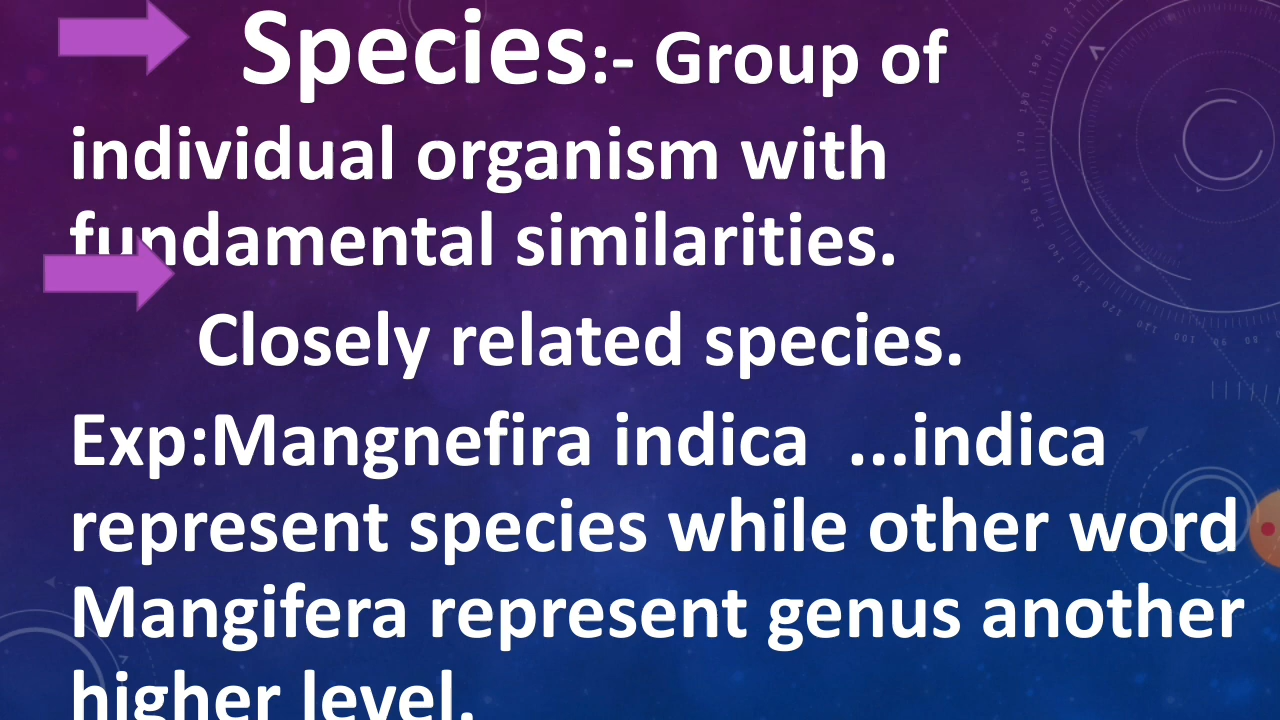 Species:- Group of
individual organism with
fundamental similarities.
Closely related species.
Exp:Mangnefira indica ...indica
represent species while other word
Mangifera represent genus another
higher level.